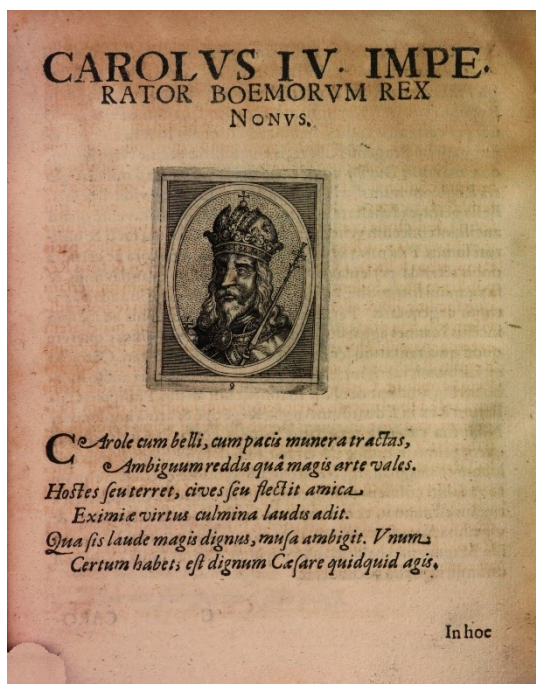 CAROLVS IV. IMPE.
RATOR BOEMORVM REX
NONVS.
9
CArole cum belli, cum pacis munera tractas,
Ambiguum reddis quâ magis arte vales.
Hostes seu terret, cives seu flectit amica
Eximiæ virtus culmina laudis adit.
Qua sis laude magis dignus, musa ambigit. Vnum
Certum habet; est dignum Cæsare quidquid agis.
In hoc